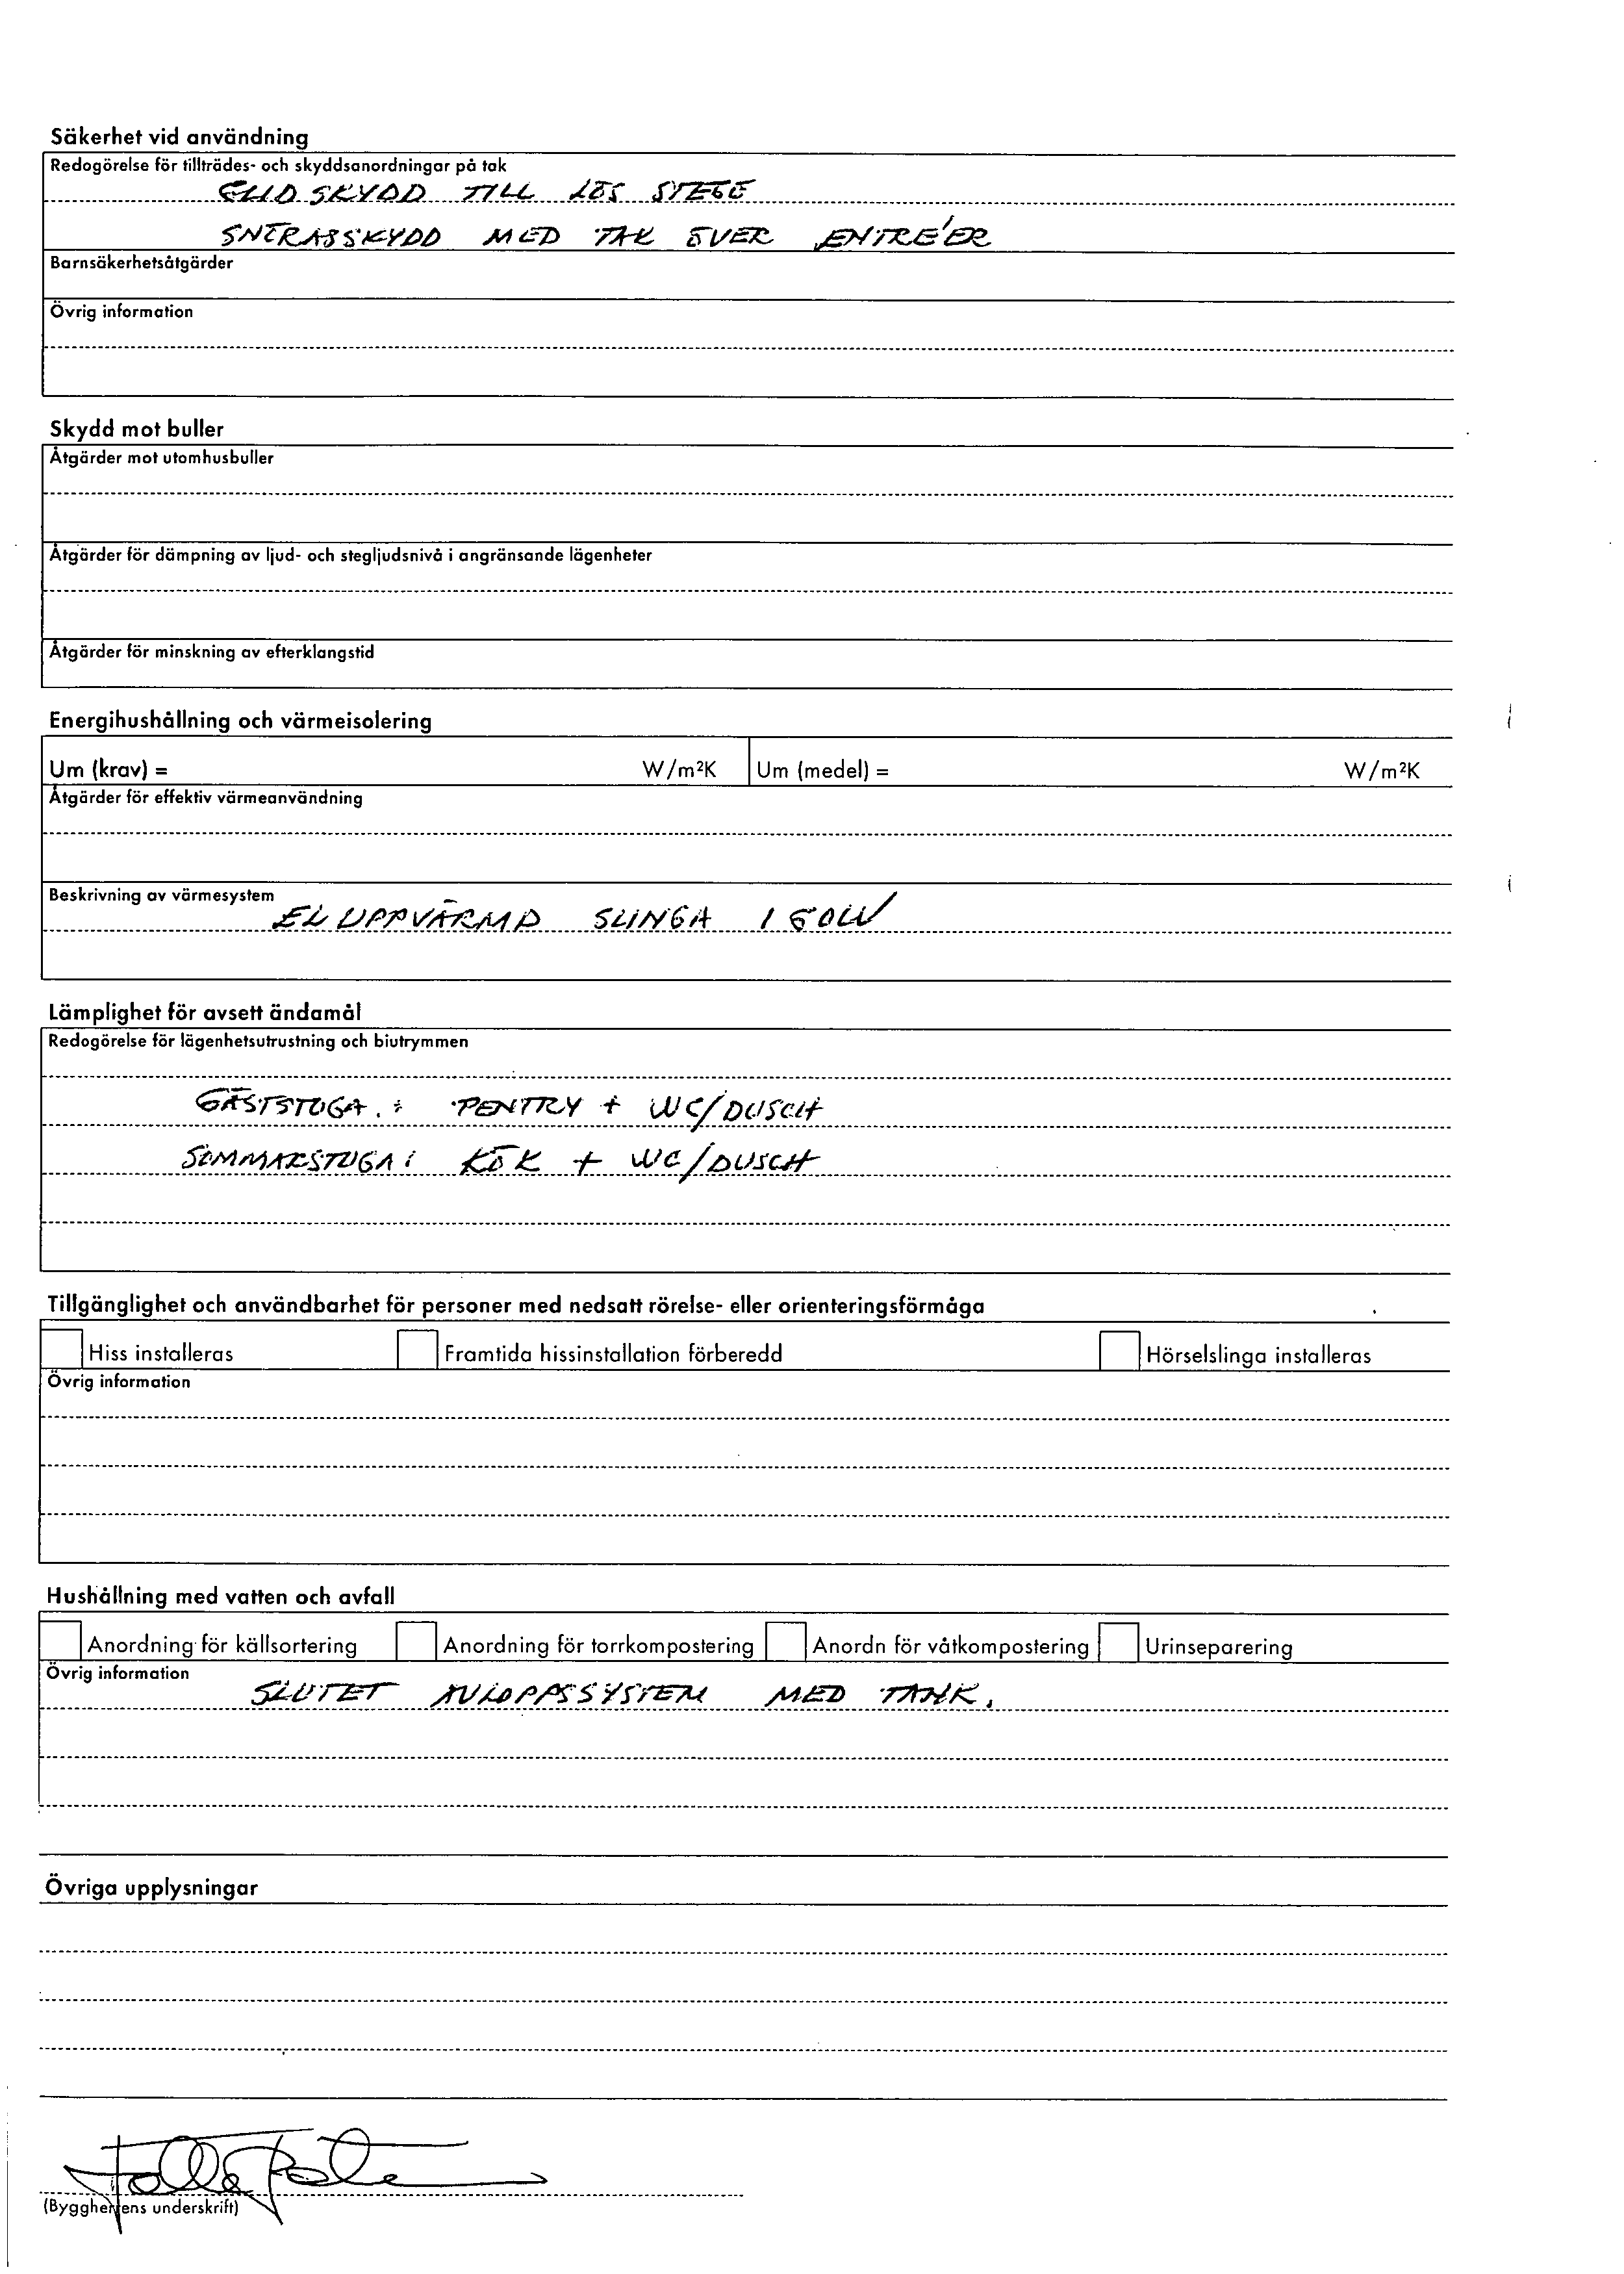 Säkerhet vid användning
Redogörelse för tillträdes- och skyddsanordningar på tak
GLIDSKYDD TILL LÖS STEGE
SNÖRASSKYDD MED TAK ÖVER ENTRÉER
Barnsäkerhetsåtgärder
Övrig information
Skydd mot buller
Åtgärder mot utomhusbuller
Åtgärder för dämpning av ljud- och stegljudsnivå i angränsande lägenheter
Åtgärder för minskning av efterklangstid
Energihushållning och värmeisolering
Um (krav) = W/m²K Um (medel) = W/m²K
Åtgärder för effektiv värmeanvändning
Beskrivning av värmesystem
ELUPPVÄRMD SLINGA I GOLV
Lämplighet för avsett ändamål
Redogörelse för lägenhetsutrustning och biutrymmen
GÄSTSTUGA : PENTRY + WC/DUSCH
SOMMARSTUGA : KÖK + WC/DUSCH
Tillgänglighet och användbarhet för personer med nedsatt rörelse- eller orienteringsförmåga
Hiss installeras Framtida hissinstallation förberedd Hörselslinga installeras
Övrig information
Hushållning med vatten och avfall
Anordning för källsortering Anordning för torrkompostering Anordn för våtkompostering Urinseparering
Övrig information
SLUTET AVLOPPSSYSTEM MED TANK.
Övriga upplysningar
(Byggherrens underskrift)